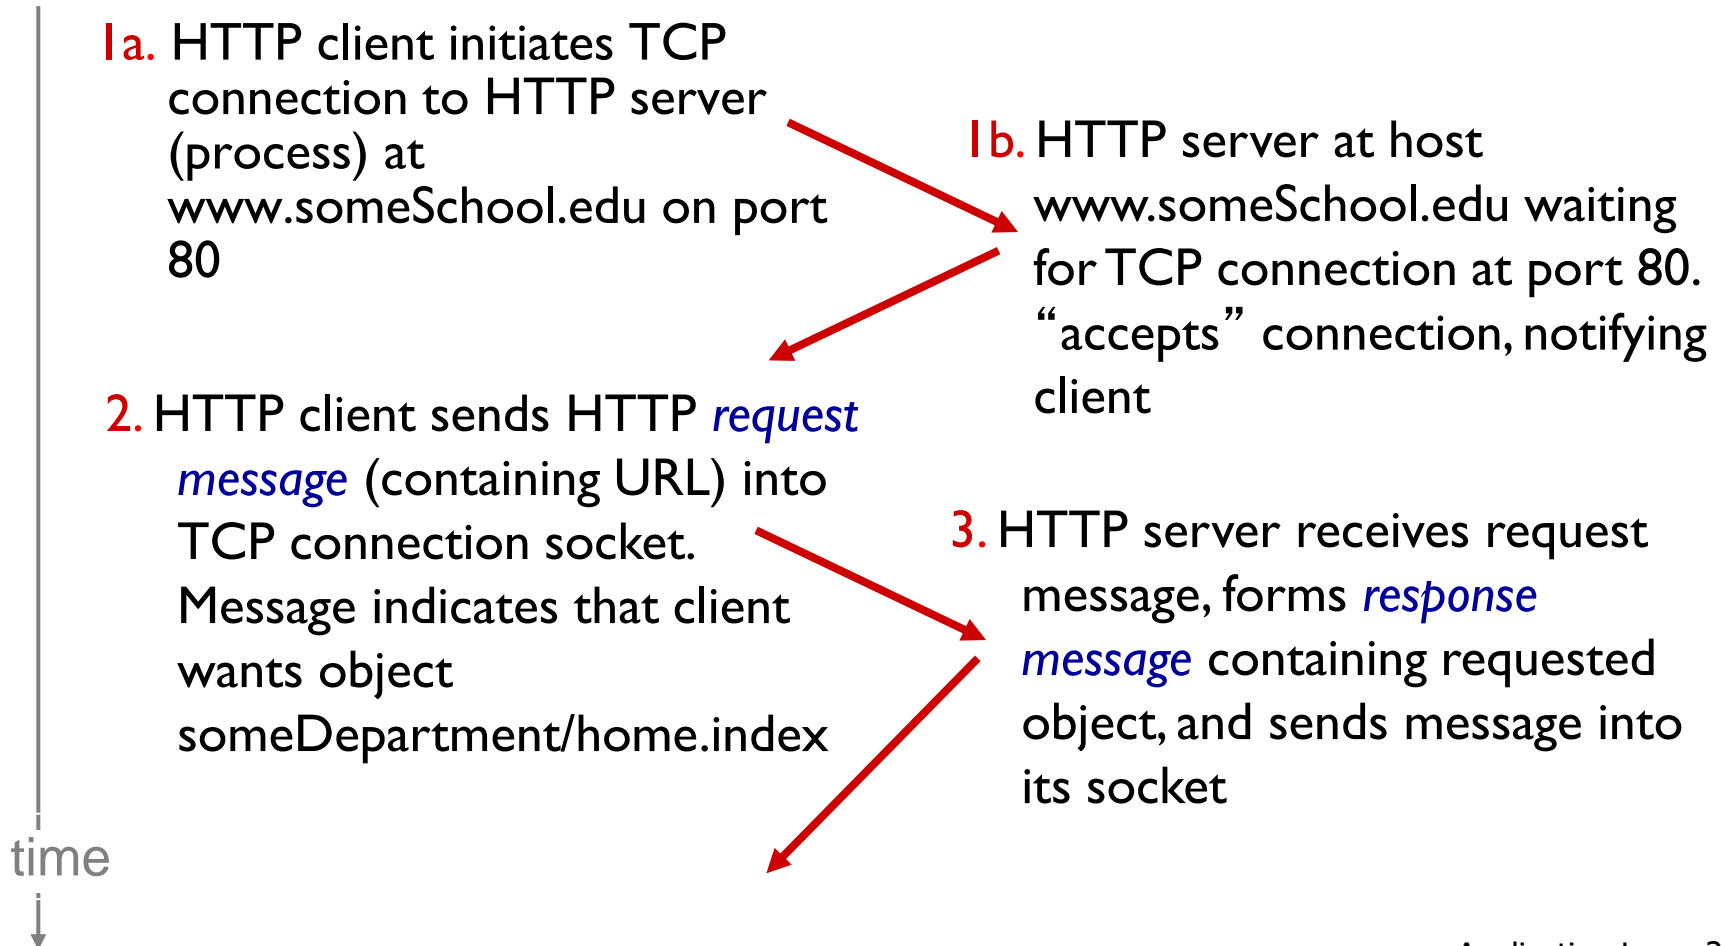 1a. HTTP client initiates TCP
connection to HTTP server
(process) at
www.someSchool.edu on port
80
1b. HTTP server at host
www.someSchool.edu waiting
for TCP connection at port 80.
“accepts” connection, notifying
client
2. HTTP client sends HTTP request
message (containing URL) into
TCP connection socket.
Message indicates that client
wants object
someDepartment/home.index
3. HTTP server receives request
message, forms response
message containing requested
object, and sends message into
its socket
time